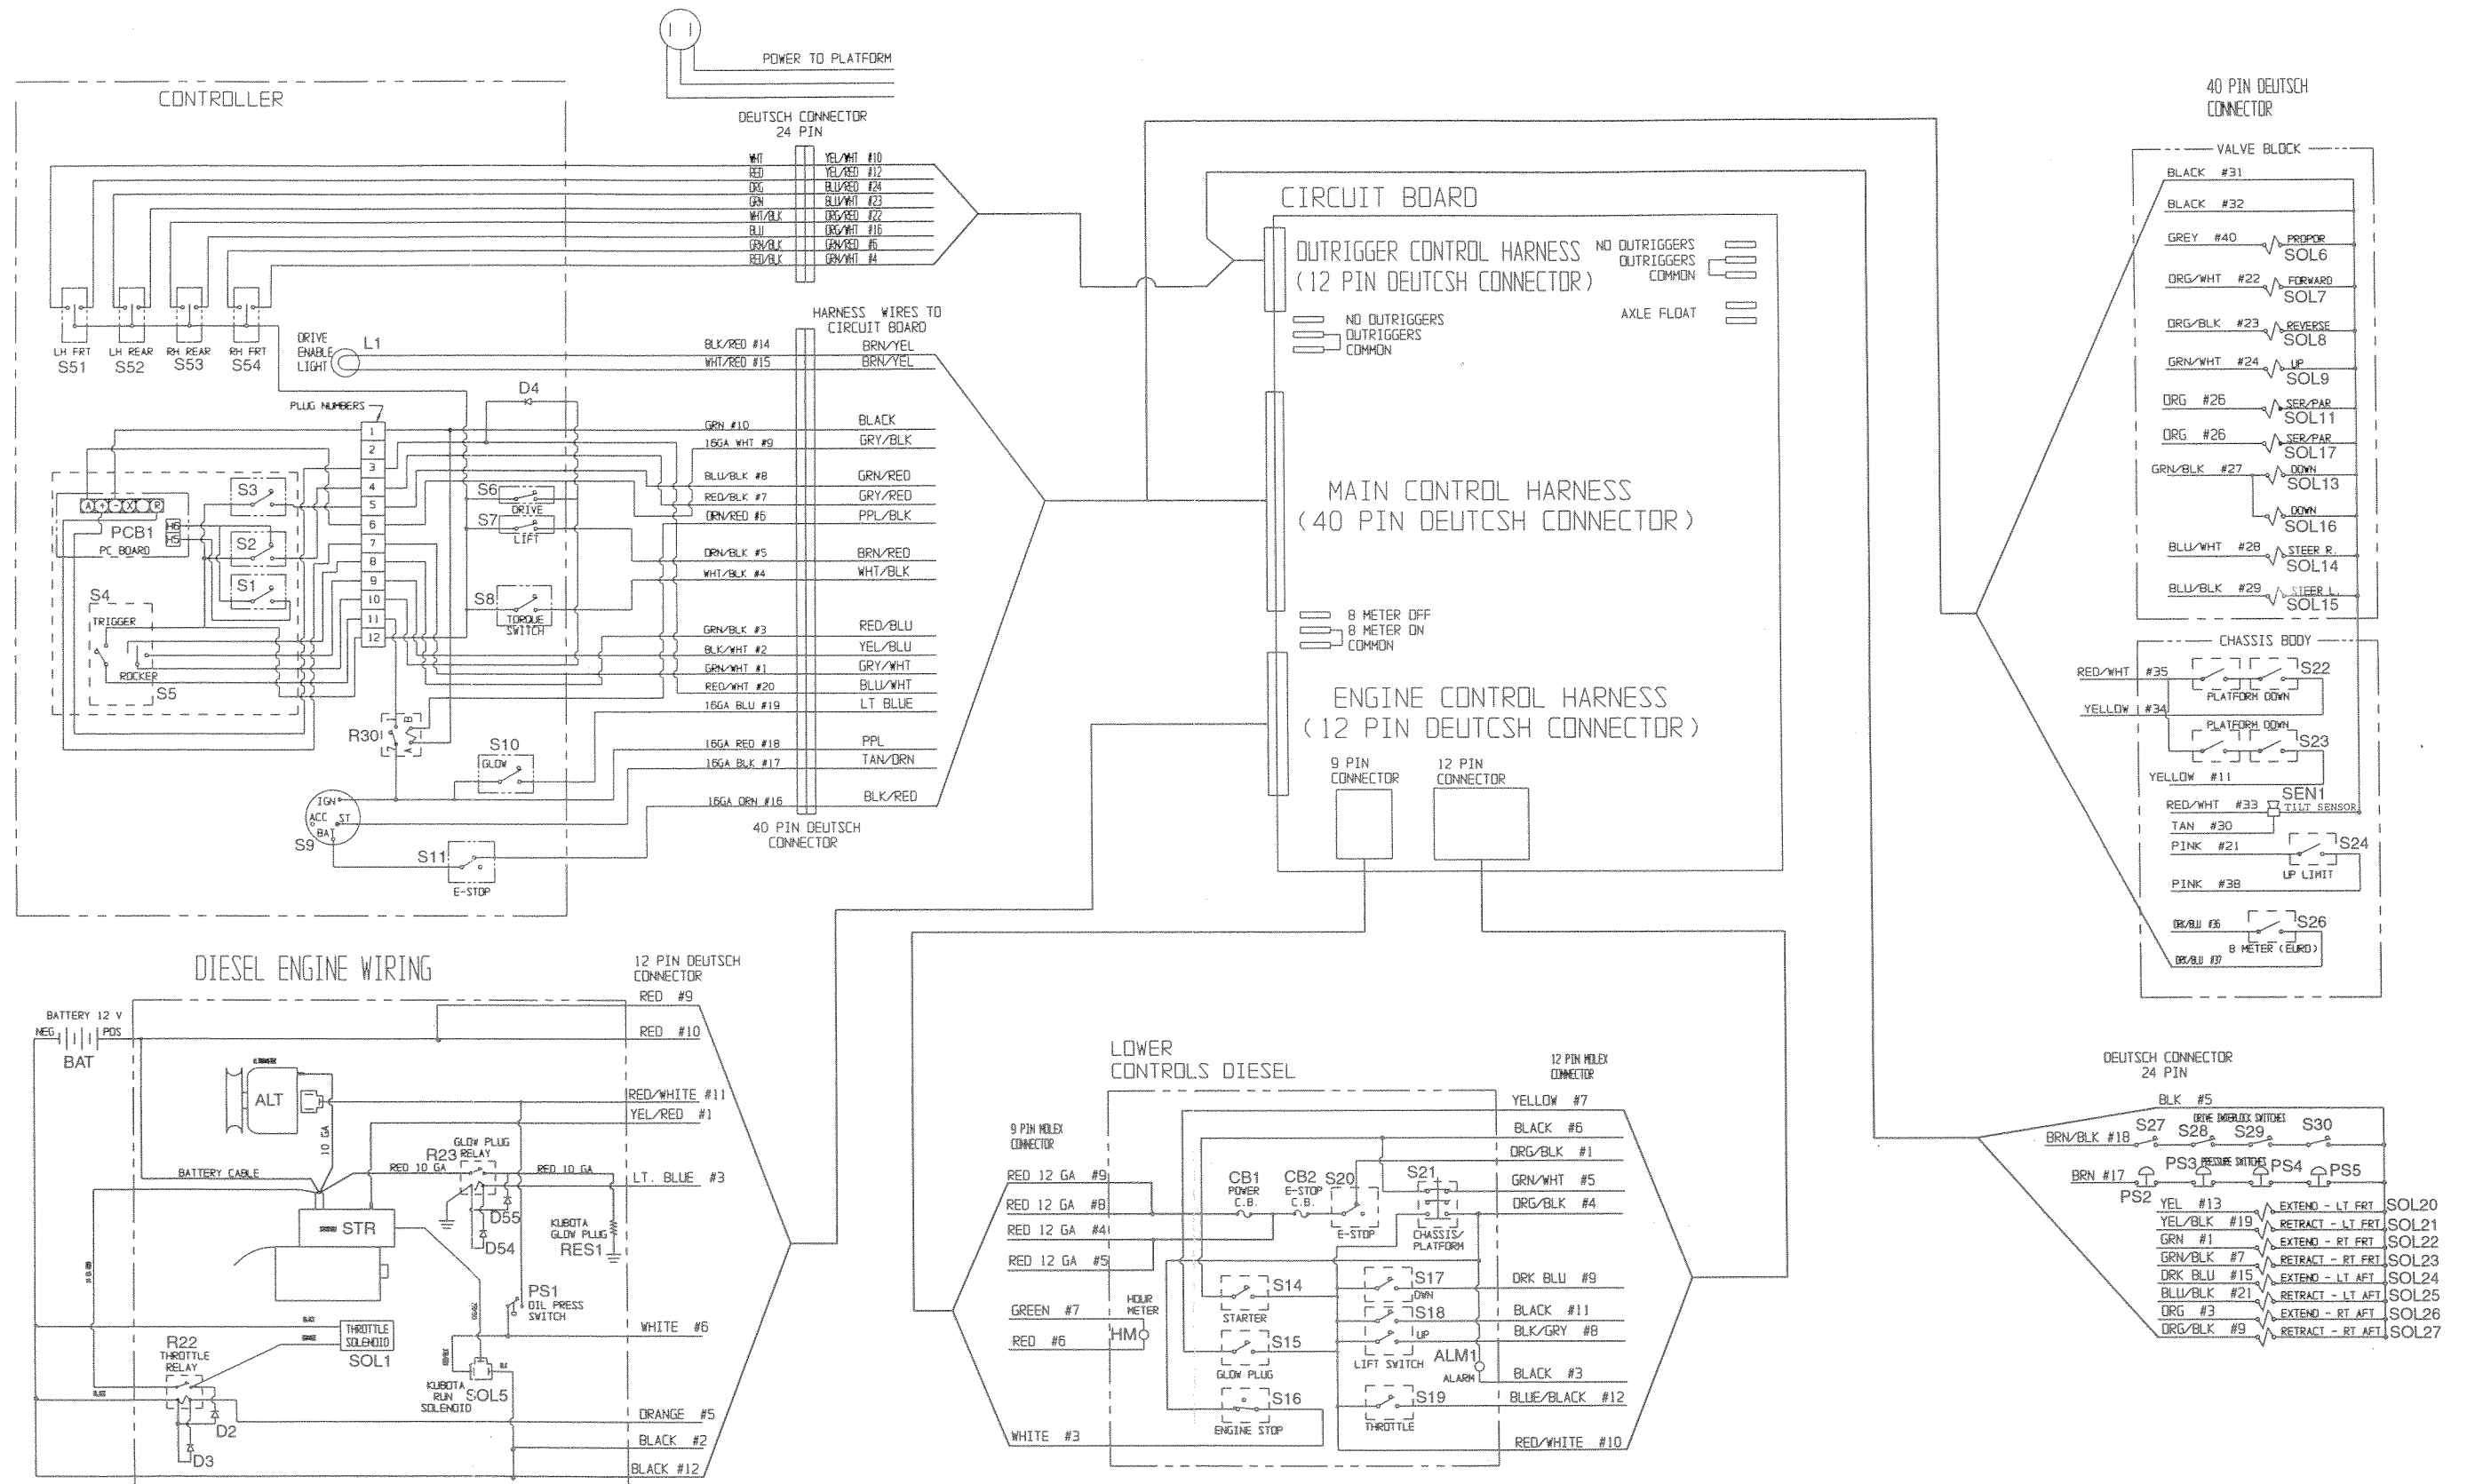 POWER TO PLATFORM
CONTROLLER
DEUTSCH CONNECTOR
24 PIN
WHT YEL/WHT #10
RED YEL/RED #12
ORG BLU/RED #24
GRN BLU/WHT #23
WHT/BLK ORG/RED #22
BLU ORG/WHT #16
GRN/BLK GRN/RED #6
RED/BLK GRN/WHT #4
LH FRT
S51
LH REAR
S52
RH REAR
S53
RH FRT
S54
DRIVE
ENABLE
LIGHT
L1
HARNESS WIRES TO
CIRCUIT BOARD
BLK/RED #14 BRN/YEL
WHT/RED #15 BRN/YEL
D4
PLUG NUMBERS
1
2
3
4
5
6
7
8
9
10
11
12
GRN #10 BLACK
16GA WHT #9 GRY/BLK
BLU/BLK #8 GRN/RED
RED/BLK #7 GRY/RED
ORN/RED #6 PPL/BLK
ORN/BLK #5 BRN/RED
WHT/BLK #4 WHT/BLK
GRN/BLK #3 RED/BLU
BLK/WHT #2 YEL/BLU
GRN/WHT #1 GRY/WHT
RED/WHT #20 BLU/WHT
16GA BLU #19 LT BLUE
16GA RED #18 PPL
16GA BLK #17 TAN/ORN
16GA ORN #16 BLK/RED
40 PIN DEUTSCH
CONNECTOR
A + - X R
PCB1
PC BOARD
H6
H5
S3
S2
S1
S4
TRIGGER
ROCKER
S5
S6
DRIVE
S7
LIFT
S8
TORQUE
SWITCH
R30
B
7
A
S10
GLOW
IGN
ACC ST
BAT
S9
S11
E-STOP
CIRCUIT BOARD
OUTRIGGER CONTROL HARNESS
(12 PIN DEUTCSH CONNECTOR)
NO OUTRIGGERS
OUTRIGGERS
COMMON
AXLE FLOAT
NO OUTRIGGERS
OUTRIGGERS
COMMON
MAIN CONTROL HARNESS
(40 PIN DEUTCSH CONNECTOR)
8 METER OFF
8 METER ON
COMMON
ENGINE CONTROL HARNESS
(12 PIN DEUTCSH CONNECTOR)
9 PIN
CONNECTOR
12 PIN
CONNECTOR
40 PIN DEUTSCH
CONNECTOR
VALVE BLOCK
BLACK #31
BLACK #32
GREY #40 PROPOR
SOL6
ORG/WHT #22 FORWARD
SOL7
ORG/BLK #23 REVERSE
SOL8
GRN/WHT #24 UP
SOL9
ORG #26 SER/PAR
SOL11
ORG #26 SER/PAR
SOL17
GRN/BLK #27 DOWN
SOL13
DOWN
SOL16
BLU/WHT #28 STEER R.
SOL14
BLU/BLK #29 STEER L.
SOL15
CHASSIS BODY
RED/WHT #35 S22
PLATFORM DOWN
YELLOW #34
PLATFORM DOWN
S23
YELLOW #11
SEN1
RED/WHT #33 TILT SENSOR
TAN #30
PINK #21 S24
UP LIMIT
PINK #38
DRK/BLU #36 S26
8 METER (EURO)
DRK/BLU #37
DIESEL ENGINE WIRING
12 PIN DEUTSCH
CONNECTOR
BATTERY 12 V
NEG POS
BAT
RED #9
RED #10
ALT
10 GA
RED/WHITE #11
YEL/RED #1
BATTERY CABLE
GLOW PLUG
RELAY
R23
RED 10 GA
RED 10 GA
LT. BLUE #3
D55
D54
KUBOTA
GLOW PLUG
RES1
STR
PS1
OIL PRESS
SWITCH
WHITE #6
THROTTLE
SOLENOID
SOL1
R22
THROTTLE
RELAY
KUBOTA
RUN
SOLENOID
SOL5
D2
D3
ORANGE #5
BLACK #2
BLACK #12
LOWER
CONTROLS DIESEL
9 PIN MOLEX
CONNECTOR
12 PIN MOLEX
CONNECTOR
RED 12 GA #9
RED 12 GA #8
RED 12 GA #4
RED 12 GA #5
GREEN #7
RED #6
HOUR
METER
HM
WHITE #3
CB1
POWER
C.B.
CB2
E-STOP
C.B.
S20
E-STOP
S21
CHASSIS/
PLATFORM
S14
STARTER
S15
GLOW PLUG
S16
ENGINE STOP
S17
DWN
S18
UP
LIFT SWITCH
ALM1
ALARM
S19
THROTTLE
YELLOW #7
BLACK #6
ORG/BLK #1
GRN/WHT #5
ORG/BLK #4
DRK BLU #9
BLACK #11
BLK/GRY #8
BLACK #3
BLUE/BLACK #12
RED/WHITE #10
DEUTSCH CONNECTOR
24 PIN
BLK #5
DRIVE INTERLOCK SWITCHES
BRN/BLK #18 S27 S28 S29 S30
PRESSURE SWITCHES
BRN #17 PS2 PS3 PS4 PS5
YEL #13 EXTEND - LT FRT SOL20
YEL/BLK #19 RETRACT - LT FRT SOL21
GRN #1 EXTEND - RT FRT SOL22
GRN/BLK #7 RETRACT - RT FRT SOL23
DRK BLU #15 EXTEND - LT AFT SOL24
BLU/BLK #21 RETRACT - LT AFT SOL25
ORG #3 EXTEND - RT AFT SOL26
ORG/BLK #9 RETRACT - RT AFT SOL27